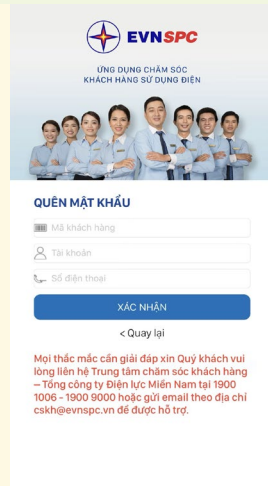 EVNSPC
ỨNG DỤNG CHĂM SÓC
KHÁCH HÀNG SỬ DỤNG ĐIỆN
QUÊN MẬT KHẨU
Mã khách hàng
Tài khoản
Số điện thoại
XÁC NHẬN
< Quay lại
Mọi thắc mắc cần giải đáp xin Quý khách vui
lòng liên hệ Trung tâm chăm sóc khách hàng
– Tổng công ty Điện lực Miền Nam tại 1900
1006 - 1900 9000 hoặc gửi email theo địa chỉ
cskh@evnspc.vn để được hỗ trợ.